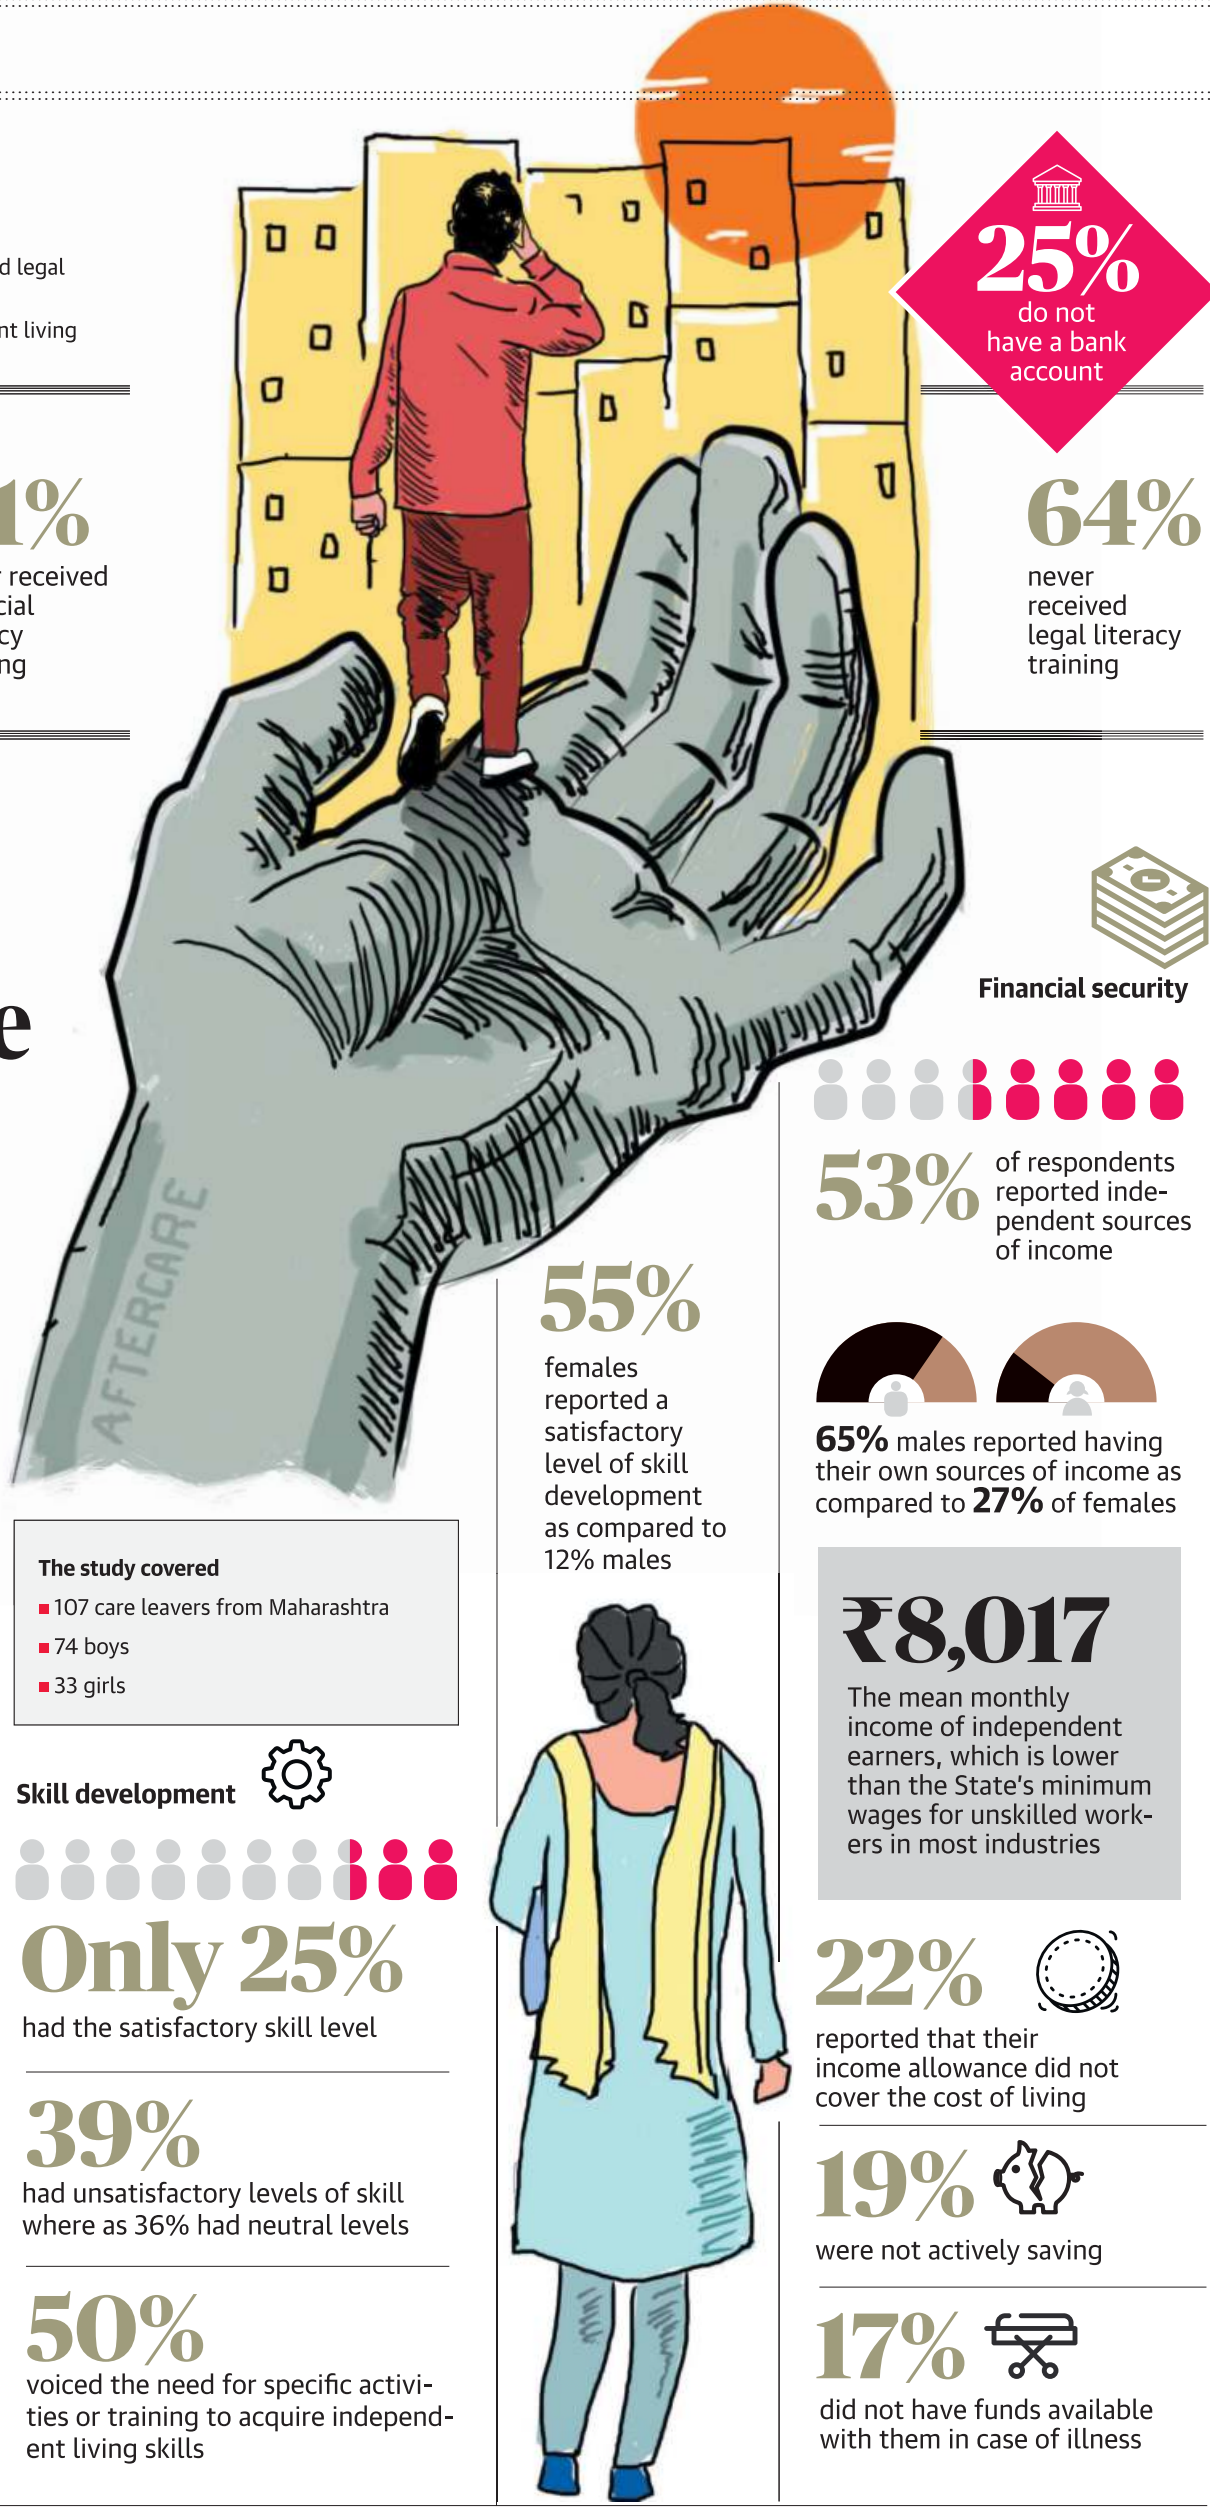 25%
do not
have a bank
account
d legal
nt living
1%
received
cial
cy
ng
64%
never
received
legal literacy
training
e
AFTERCARE
Financial security
53%
of respondents
reported inde-
pendent sources
of income
65% males reported having
their own sources of income as
compared to 27% of females
₹8,017
The mean monthly
income of independent
earners, which is lower
than the State's minimum
wages for unskilled work-
ers in most industries
22%
reported that their
income allowance did not
cover the cost of living
19%
were not actively saving
17%
did not have funds available
with them in case of illness
55%
females
reported a
satisfactory
level of skill
development
as compared to
12% males
The study covered
107 care leavers from Maharashtra
74 boys
33 girls
Skill development
Only 25%
had the satisfactory skill level
39%
had unsatisfactory levels of skill
where as 36% had neutral levels
50%
voiced the need for specific activi-
ties or training to acquire independ-
ent living skills